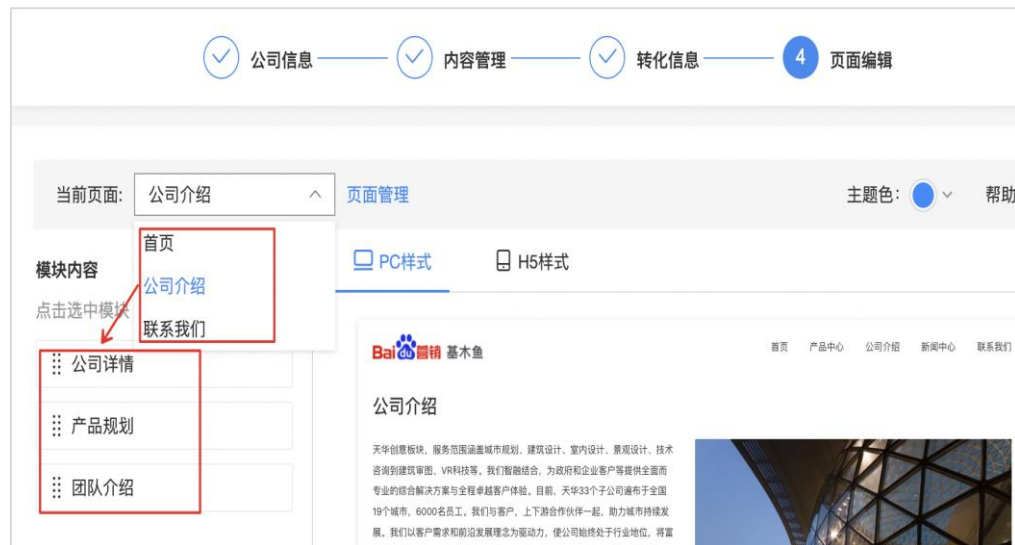 公司信息
内容管理
转化信息
4 页面编辑
当前页面: 公司介绍 页面管理
主题色: 帮助
首页
公司介绍
联系我们
模块内容
点击选中模块
公司详情
产品规划
团队介绍
PC样式
H5样式
Bai du 营销 基木鱼
首页 产品中心 公司介绍 新闻中心 联系我们
公司介绍
天华创意板块，服务范围涵盖城市规划、建筑设计、室内设计、景观设计、技术
咨询到建筑审图、VR科技等。我们智融结合，为政府和企业客户等提供全面而
专业的综合解决方案与全程卓越客户体验。目前，天华33个子公司遍布于全国
19个城市，6000名员工。我们与客户、上下游合作伙伴一起，助力城市持续发
展。我们以客户需求和前沿发展理念为驱动力，使公司始终处于行业地位，将富